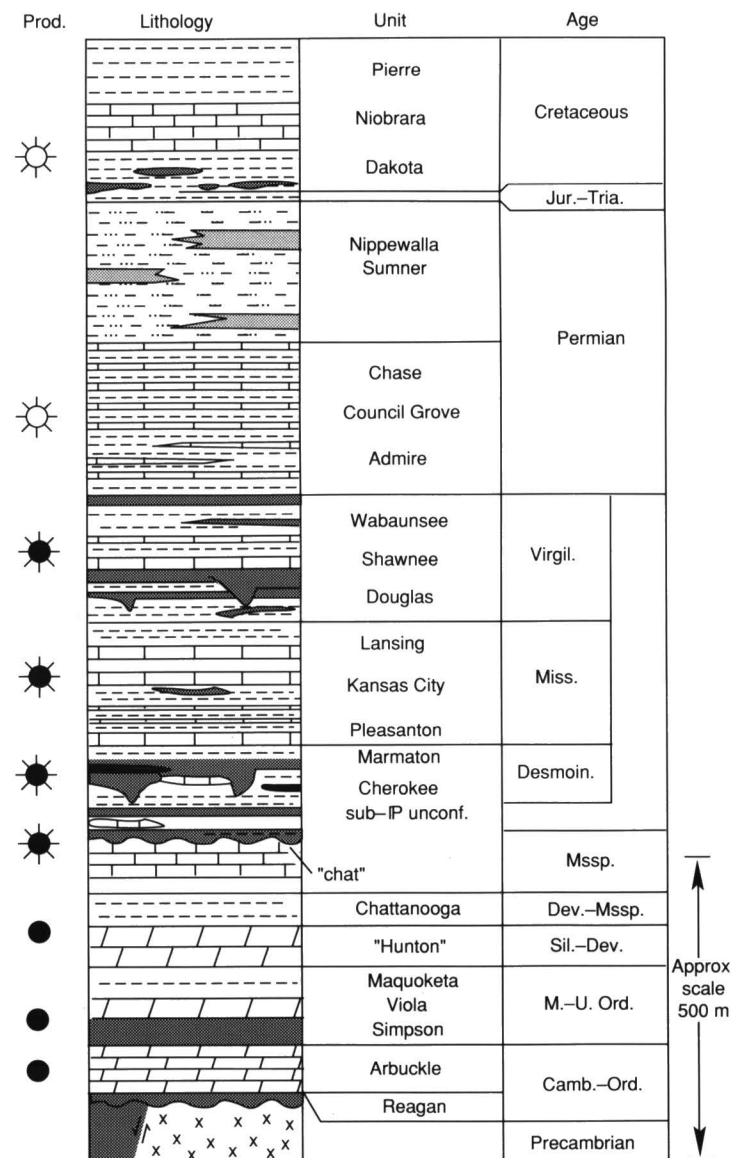 Prod. Lithology Unit Age
Pierre
Niobrara
Dakota
Cretaceous
Jur.–Tria.
Nippewalla
Sumner
Permian
Chase
Council Grove
Admire
Wabaunsee
Shawnee
Douglas
Virgil.
Lansing
Kansas City
Pleasanton
Miss.
Marmaton
Cherokee
sub–IP unconf.
Desmoin.
"chat"
Mssp.
Chattanooga
Dev.–Mssp.
"Hunton"
Sil.–Dev.
Maquoketa
Viola
Simpson
M.–U. Ord.
Arbuckle
Camb.–Ord.
Reagan
Precambrian
Approx
scale
500 m